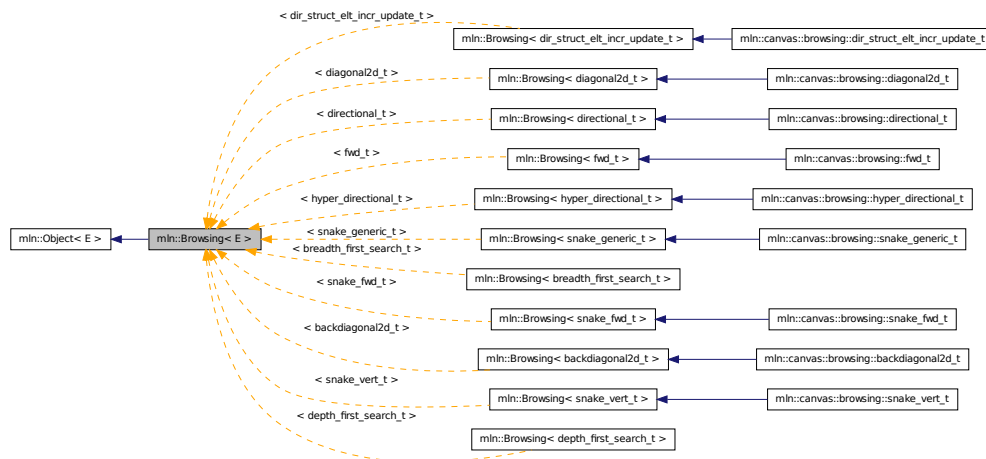 < dir_struct_elt_incr_update_t >
mln::Browsing< dir_struct_elt_incr_update_t >
mln::canvas::browsing::dir_struct_elt_incr_update_t
< diagonal2d_t >
mln::Browsing< diagonal2d_t >
mln::canvas::browsing::diagonal2d_t
< directional_t >
mln::Browsing< directional_t >
mln::canvas::browsing::directional_t
< fwd_t >
mln::Browsing< fwd_t >
mln::canvas::browsing::fwd_t
< hyper_directional_t >
mln::Browsing< hyper_directional_t >
mln::canvas::browsing::hyper_directional_t
mln::Object< E >
mln::Browsing< E >
< snake_generic_t >
mln::Browsing< snake_generic_t >
mln::canvas::browsing::snake_generic_t
< breadth_first_search_t >
mln::Browsing< breadth_first_search_t >
< snake_fwd_t >
mln::Browsing< snake_fwd_t >
mln::canvas::browsing::snake_fwd_t
< backdiagonal2d_t >
mln::Browsing< backdiagonal2d_t >
mln::canvas::browsing::backdiagonal2d_t
< snake_vert_t >
mln::Browsing< snake_vert_t >
mln::canvas::browsing::snake_vert_t
< depth_first_search_t >
mln::Browsing< depth_first_search_t >